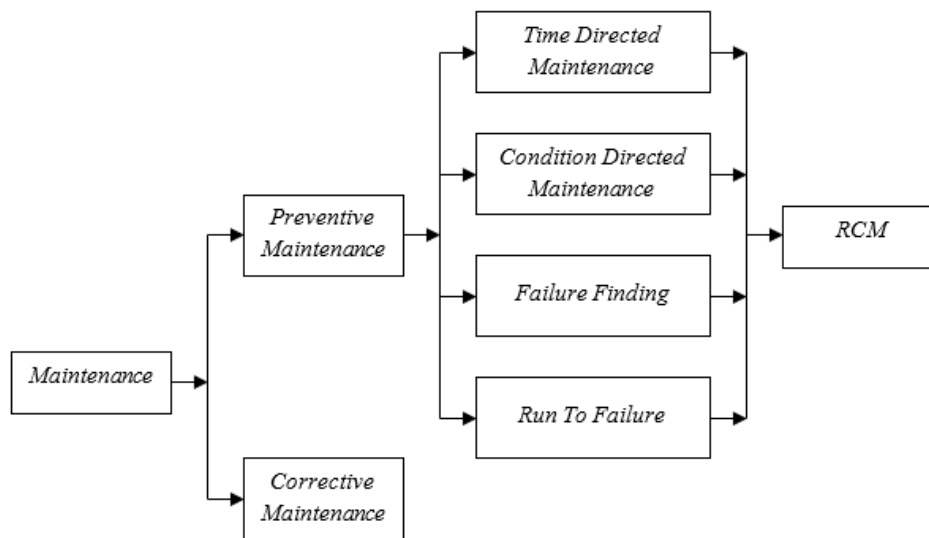 Time Directed
Maintenance
Condition Directed
Maintenance
Preventive
Maintenance
RCM
Failure Finding
Maintenance
Run To Failure
Corrective
Maintenance